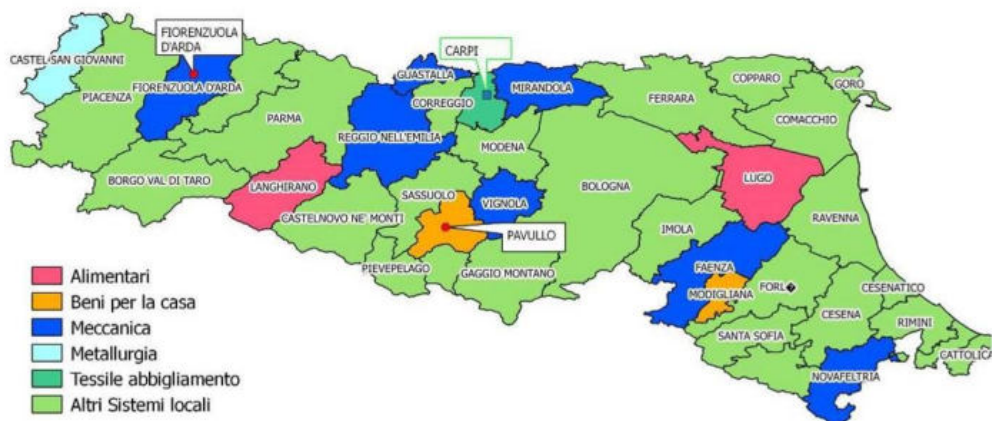 FIORENZUOLA
D'ARDA
CARPI
CASTEL SAN GIOVANNI
GUASTALLA
COPPARO
GORO
PIACENZA
FIORENZUOLA D'ARDA
CORREGGIO
MIRANDOLA
FERRARA
PARMA
REGGIO NELL'EMILIA
COMACCHIO
MODENA
BORGO VAL DI TARO
LANGHIRANO
SASSUOLO
BOLOGNA
LUGO
CASTELNOVO NE' MONTI
VIGNOLA
RAVENNA
PAVULLO
IMOLA
PIEVEPELAGO
GAGGIO MONTANO
FAENZA
MODIGLIANA
FORL�
CESENATICO
CESENA
RIMINI
SANTA SOFIA
CATTOLICA
NOVAFELTRIA
Alimentari
Beni per la casa
Meccanica
Metallurgia
Tessile abbigliamento
Altri Sistemi locali